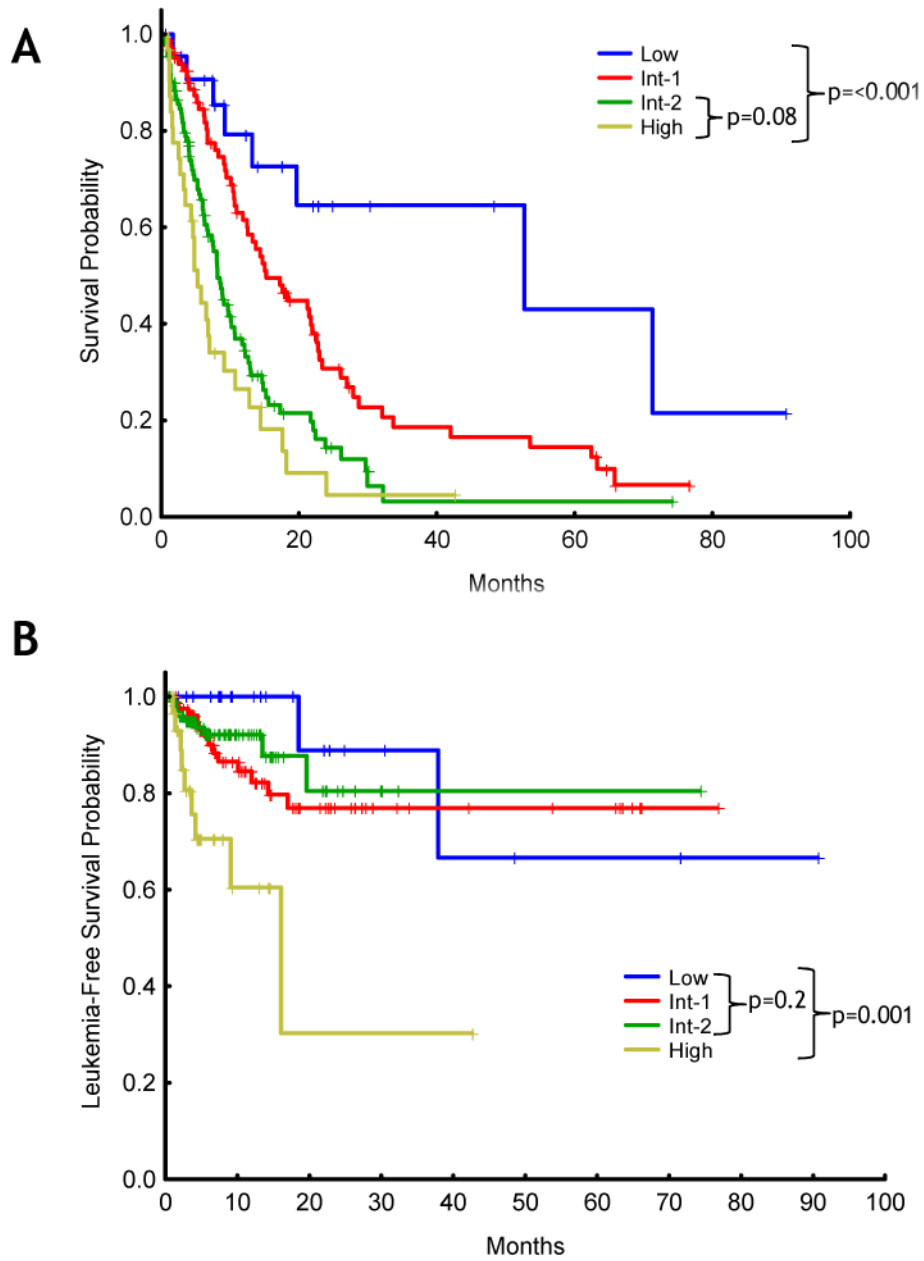 A
Survival Probability
1.0
0.8
0.6
0.4
0.2
0.0
0 20 40 60 80 100
Months
Low
Int-1
Int-2
High
p=0.08
p=<0.001
B
Leukemia-Free Survival Probability
1.0
0.8
0.6
0.4
0.2
0.0
0 10 20 30 40 50 60 70 80 90 100
Months
Low
Int-1
Int-2
High
p=0.2
p=0.001